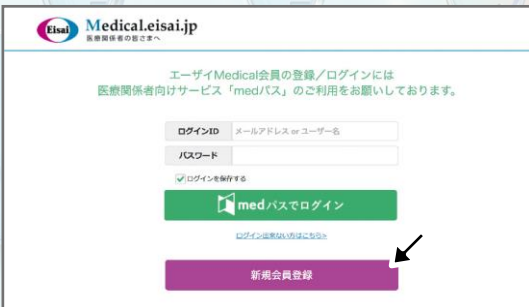 Eisai
Medical.eisai.jp
医療関係者の皆さまへ
エーザイMedical会員の登録／ログインには
医療関係者向けサービス「medパス」のご利用をお願いしております。
ログインID メールアドレス or ユーザー名
パスワード
ログインを保存する
medパスでログイン
ログイン出来ない方はこちら>
新規会員登録